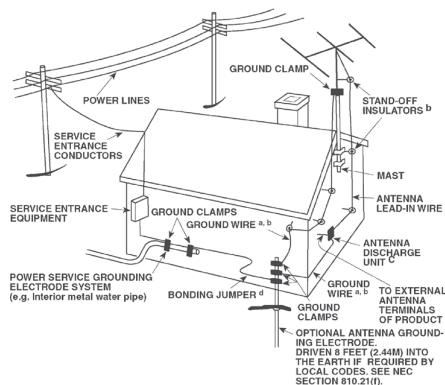 GROUND CLAMP
POWER LINES
STAND-OFF
INSULATORS b
SERVICE
ENTRANCE
CONDUCTORS
MAST
ANTENNA
LEAD-IN WIRE
SERVICE ENTRANCE
EQUIPMENT
GROUND CLAMPS
GROUND WIRE a, b
ANTENNA
DISCHARGE
UNIT C
POWER SERVICE GROUNDING
ELECTRODE SYSTEM
(e.g. Interior metal water pipe)
BONDING JUMPER d
GROUND
WIRE a, b
GROUND
CLAMPS
TO EXTERNAL
ANTENNA
TERMINALS
OF PRODUCT
OPTIONAL ANTENNA GROUND-
ING ELECTRODE.
DRIVEN 8 FEET (2.44M) INTO
THE EARTH IF REQUIRED BY
LOCAL CODES. SEE NEC
SECTION 810.21(f).